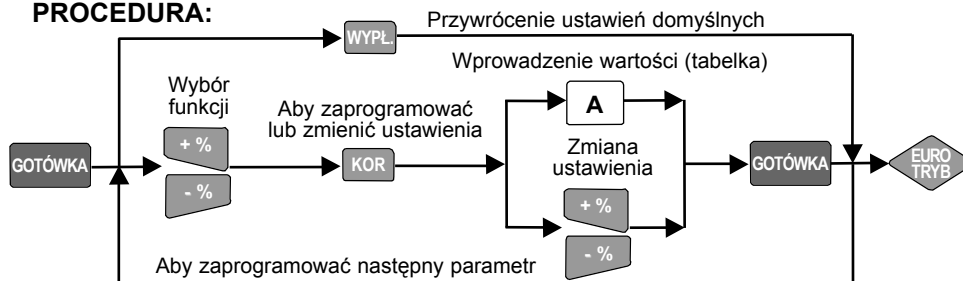 PROCEDURA:
Przywrócenie ustawień domyślnych
WYPŁ.
Wprowadzenie wartości (tabelka)
Wybór
funkcji
Aby zaprogramować
lub zmienić ustawienia
A
Zmiana
ustawienia
GOTÓWKA
+ %
- %
KOR
+ %
- %
GOTÓWKA
EURO
TRYB
Aby zaprogramować następny parametr